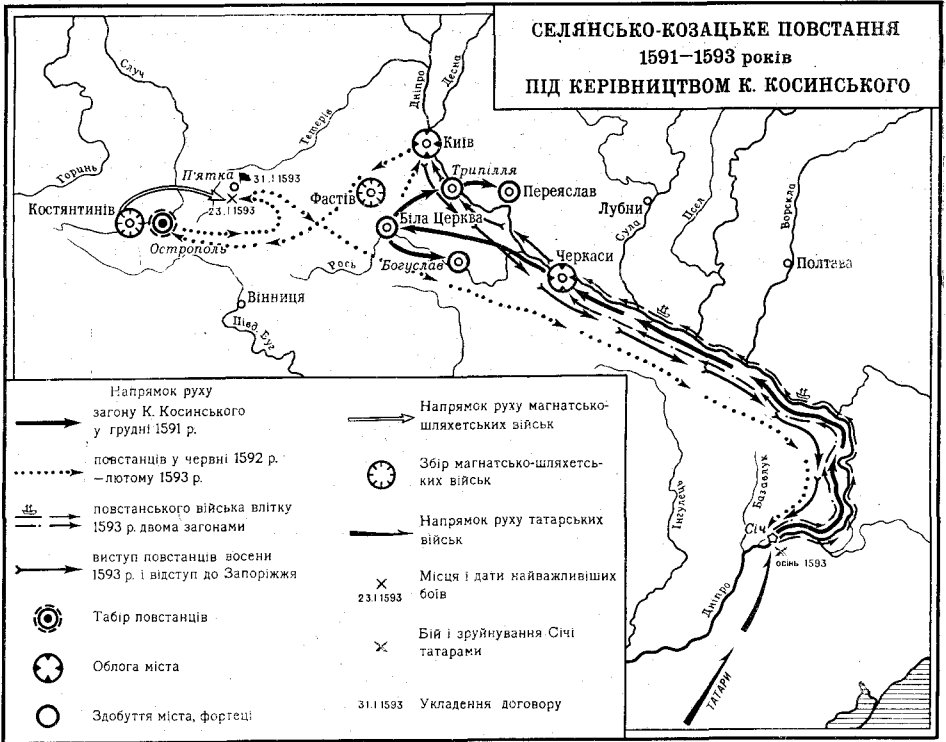 СЕЛЯНСЬКО-КОЗАЦЬКЕ ПОВСТАННЯ
1591—1593 років
ПІД КЕРІВНИЦТВОМ К. КОСИНСЬКОГО
Случ
Горинь
Тетерів
Дніпро
Десна
Київ
П'ятка
31.I 1593
23.I 1593
Костянтинів
Острополь
Фастів
Трипілля
Переяслав
Біла Церква
Богуслав
Рось
Черкаси
Лубни
Сула
Псел
Ворскла
Полтава
Вінниця
Півд. Буг
Інгулець
Базавлук
Січ
осінь 1593
Дніпро
ТАТАРИ
Напрямок руху
загону К. Косинського
у грудні 1591 р.
повстанців у червні 1592 р.
—лютому 1593 р.
повстанського війська влітку
1593 р. двома загонами
виступ повстанців восени
1593 р. і відступ до Запоріжжя
Табір повстанців
Облога міста
Здобуття міста, фортеці
Напрямок руху магнатсько-
шляхетських військ
Збір магнатсько-шляхетсь-
ких військ
Напрямок руху татарських
військ
23.I 1593
Місця і дати найважливіших
боїв
Бій і зруйнування Січі
татарами
31.I 1593 Укладення договору